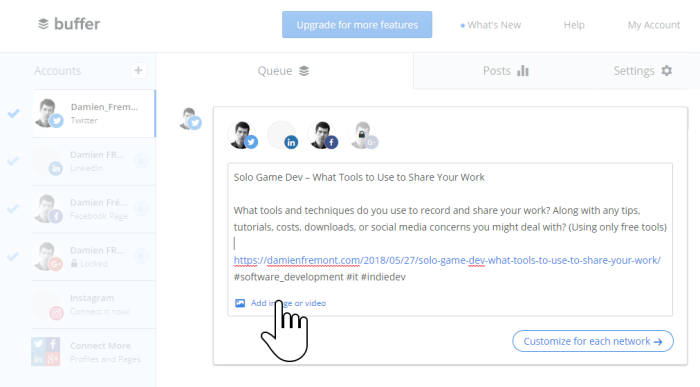 buffer
Upgrade for more features
What's New
Help
My Account
Accounts
+
Queue
Posts
Settings
Damien_Frem...
Twitter
Damien FR...
LinkedIn
Damien Fré...
Facebook Page
Damien FR...
Locked
Instagram
Connect it now!
Connect More
Profiles and Pages
Solo Game Dev – What Tools to Use to Share Your Work
What tools and techniques do you use to record and share your work? Along with any tips,
tutorials, costs, downloads, or social media concerns you might deal with? (Using only free tools)
https://damienfremont.com/2018/05/27/solo-game-dev-what-tools-to-use-to-share-your-work/
#software_development #it #indiedev
Add image or video
Customize for each network →